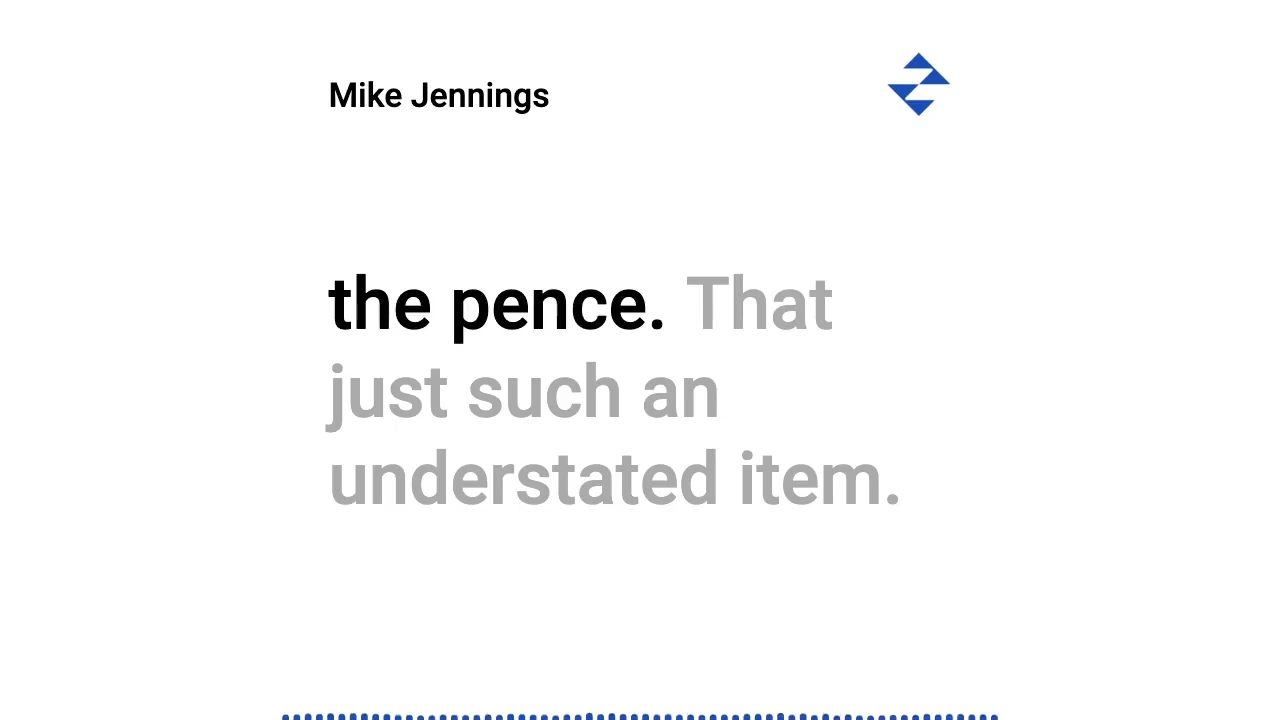 Mike Jennings
the pence. That
just such an
understated item.